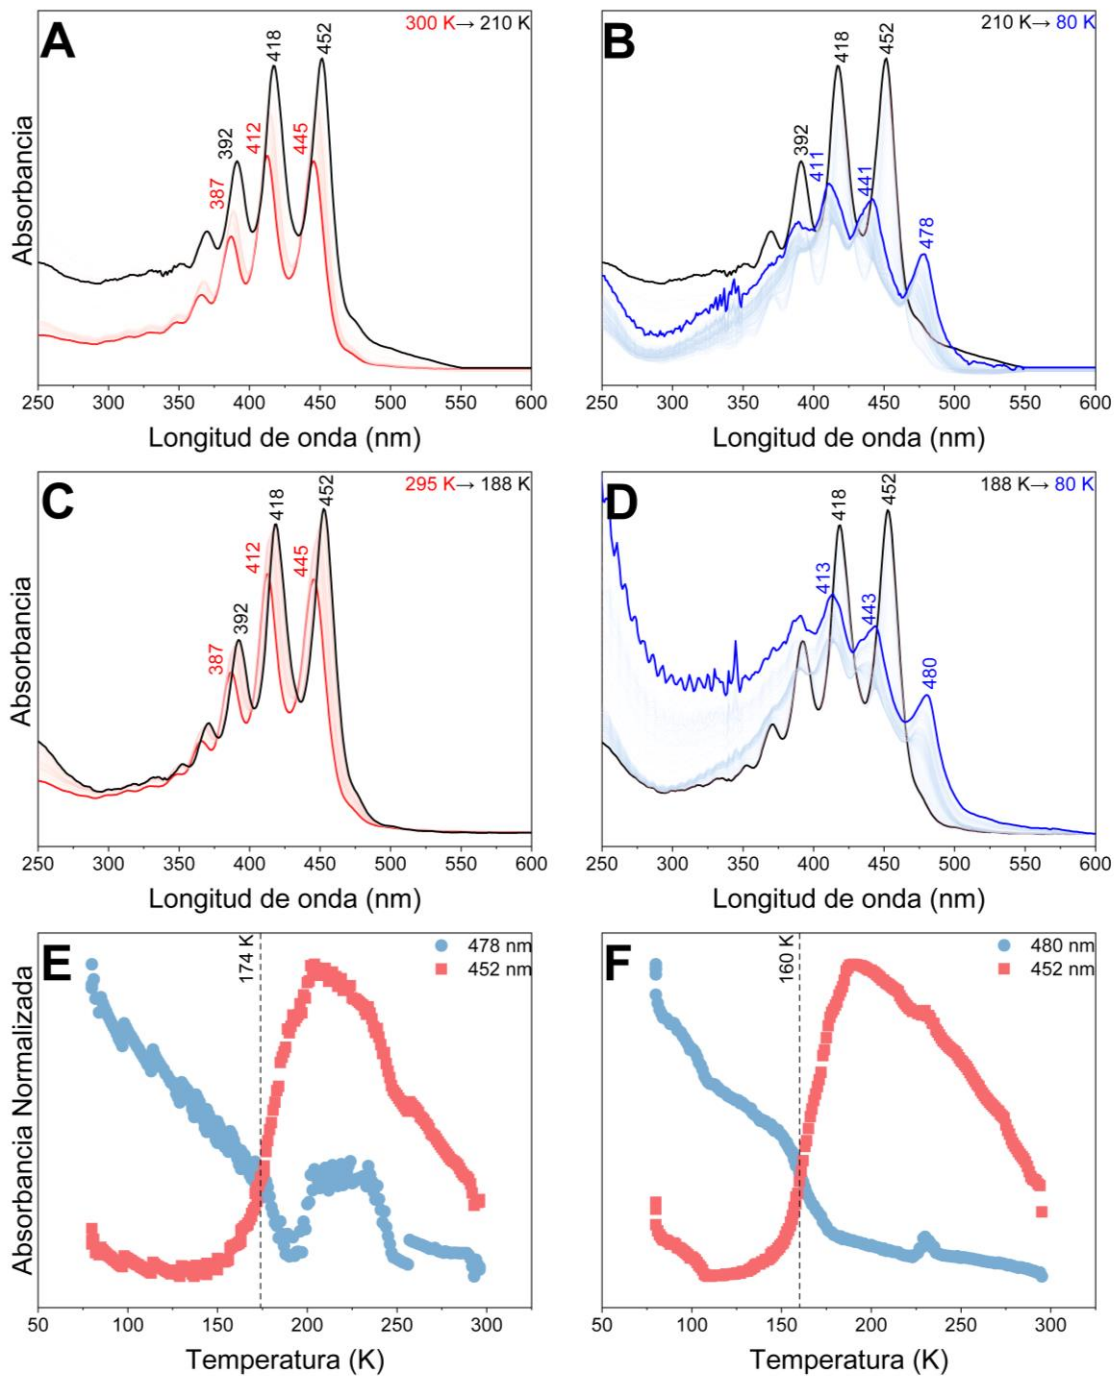 A
300 K→ 210 K
387
392
412
418
445
452
Absorbancia
250 300 350 400 450 500 550 600
Longitud de onda (nm)
B
210 K→ 80 K
392
411
418
441
452
478
250 300 350 400 450 500 550 600
Longitud de onda (nm)
C
295 K→ 188 K
387
392
412
418
445
452
Absorbancia
250 300 350 400 450 500 550 600
Longitud de onda (nm)
D
188 K→ 80 K
413
418
443
452
480
250 300 350 400 450 500 550 600
Longitud de onda (nm)
E
174 K
478 nm
452 nm
Absorbancia Normalizada
50 100 150 200 250 300
Temperatura (K)
F
160 K
480 nm
452 nm
50 100 150 200 250 300
Temperatura (K)